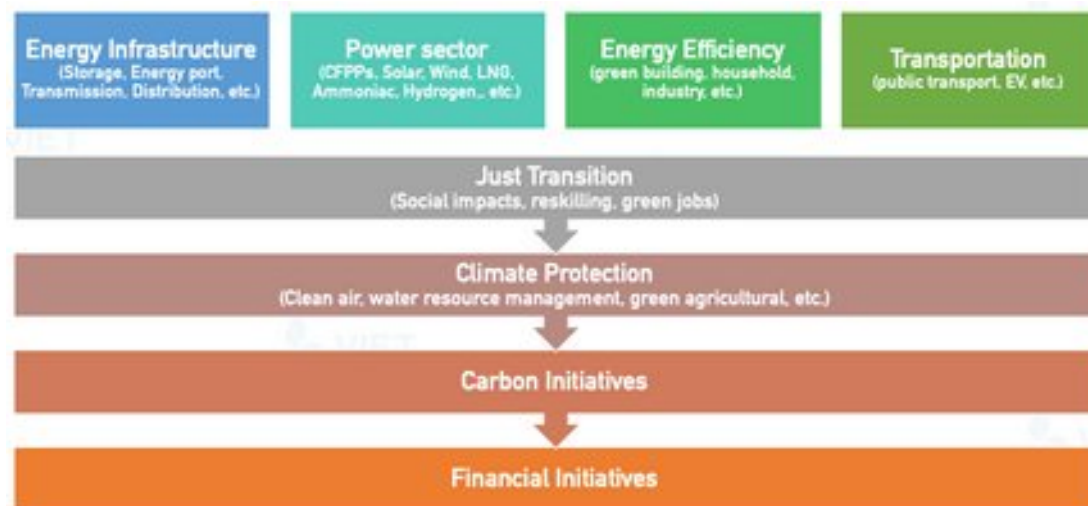 Energy Infrastructure
(Storage, Energy port,
Transmission, Distribution, etc.)
Power sector
(CFPPs, Solar, Wind, LNG,
Ammoniac, Hydrogen,, etc.)
Energy Efficiency
(green building, household,
industry, etc.)
Transportation
(public transport, EV, etc.)
Just Transition
(Social impacts, reskilling, green jobs)
Climate Protection
(Clean air, water resource management, green agricultural, etc.)
VIET
VIET
Carbon Initiatives
Financial Initiatives